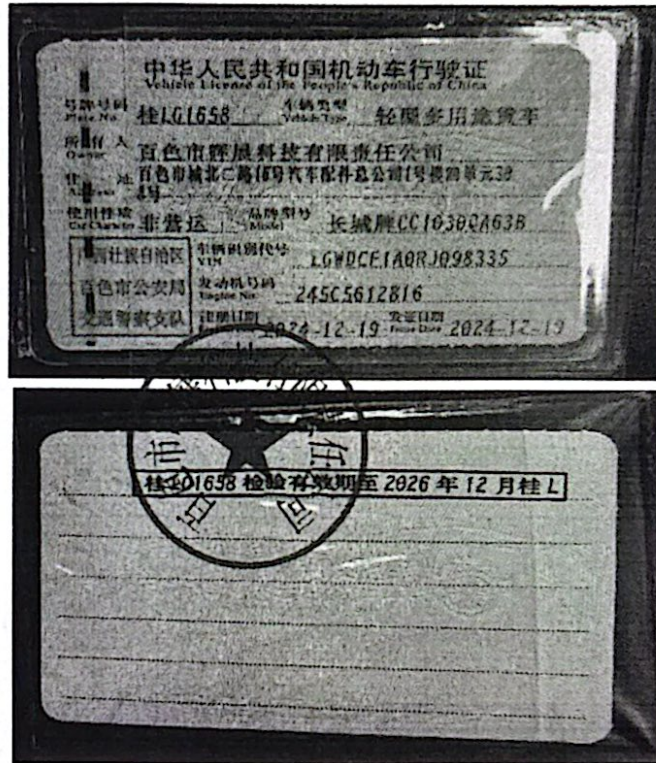 中华人民共和国机动车行驶证
Vehicle License of the People's Republic of China
号牌号码 Plate No. 桂LG1658 车辆类型 Vehicle Type 轻型多用途货车
所有人 Owner 百色市辉展科技有限责任公司
住址 Address 百色市城北二路16号汽车配件总公司1号楼四单元
使用性质 Use Character 非营运 品牌型号 Model 长城牌CC1030QA63B
广西壮族自治区 车辆识别代号 VIN
百色市公安局 发动机号码 Engine No. 245C5612816
交通警察支队 注册日期 2024-12-19 发证日期 Issue Date 2024-12-19
桂LG1658 检验有效期至 2026 年 12 月桂 L